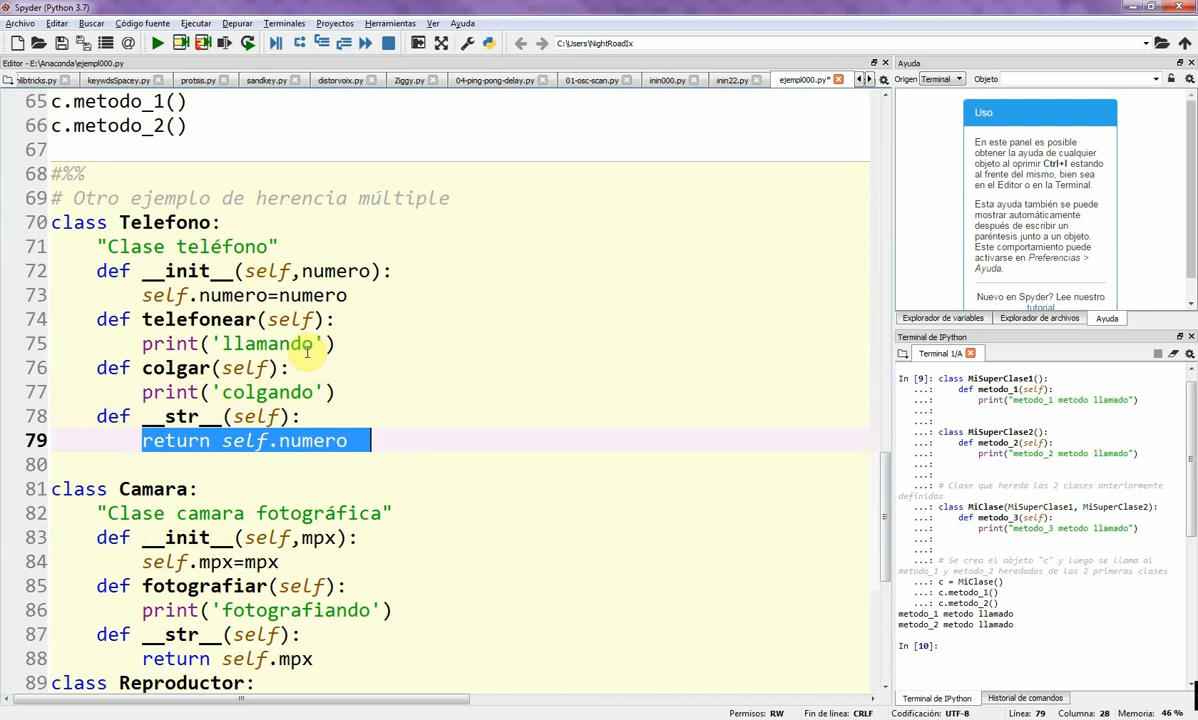 Spyder (Python 3.7)
Archivo Editar Buscar Código fuente Ejecutar Depurar Terminales Proyectos Herramientas Ver Ayuda
C:\Users\NightRoadIx
Editor - E:\Anaconda\ejempl000.py
Ayuda
keywdsSpacey.py protsis.py sandkey.py distorvoix.py Ziggy.py 04-ping-pong-delay.py 01-osc-scan.py inin000.py inin22.py ejempl000.py*
Origen Terminal Objeto
65 c.metodo_1()
66 c.metodo_2()
67
68 #%%
69 # Otro ejemplo de herencia múltiple
70 class Telefono:
71 "Clase teléfono"
72 def __init__(self,numero):
73 self.numero=numero
74 def telefonear(self):
75 print('llamando')
76 def colgar(self):
77 print('colgando')
78 def __str__(self):
79 return self.numero
80
81 class Camara:
82 "Clase camara fotográfica"
83 def __init__(self,mpx):
84 self.mpx=mpx
85 def fotografiar(self):
86 print('fotografiando')
87 def __str__(self):
88 return self.mpx
89 class Reproductor:
Uso
En este panel es posible
obtener la ayuda de cualquier
objeto al oprimir Ctrl+I estando
al frente del mismo, bien sea
en el Editor o en la Terminal.
Esta ayuda también se puede
mostrar automáticamente
después de escribir un
paréntesis junto a un objeto.
Este comportamiento puede
activarse en Preferencias >
Ayuda.
Nuevo en Spyder? Lee nuestro
tutorial
Explorador de variables Explorador de archivos Ayuda
Terminal de IPython
Terminal 1/A
In [9]: class MiSuperClase1():
...: def metodo_1(self):
...: print("metodo_1 metodo llamado")
...:
...:
...: class MiSuperClase2():
...: def metodo_2(self):
...: print("metodo_2 metodo llamado")
...:
...:
...: # Clase que hereda las 2 clases anteriormente
definidas
...: class MiClase(MiSuperClase1, MiSuperClase2):
...: def metodo_3(self):
...: print("metodo_3 metodo llamado")
...:
...:
...: # Se crea el objeto "c" y luego se llama al
metodo_1 y metodo_2 heredados de las 2 primeras clases
...: c = MiClase()
...: c.metodo_1()
...: c.metodo_2()
metodo_1 metodo llamado
metodo_2 metodo llamado
In [10]:
Terminal de IPython Historial de comandos
Permisos: RW Fin de línea: CRLF Codificación: UTF-8 Línea: 79 Columna: 28 Memoria: 46 %